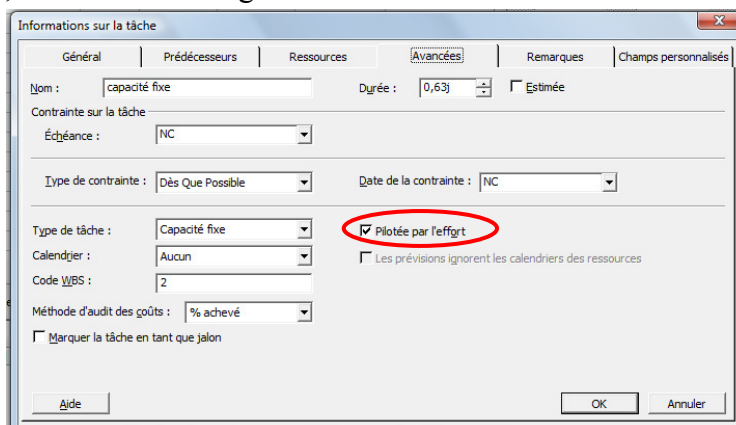 Informations sur la tâche
Général Prédécesseurs Ressources Avancées Remarques Champs personnalisés
Nom : capacité fixe Durée : 0,63j Estimée
Contrainte sur la tâche
Échéance : NC
Type de contrainte : Dès Que Possible Date de la contrainte : NC
Type de tâche : Capacité fixe Pilotée par l'effort
Calendrier : Aucun Les prévisions ignorent les calendriers des ressources
Code WBS : 2
Méthode d'audit des coûts : % achevé
Marquer la tâche en tant que jalon
Aide OK Annuler